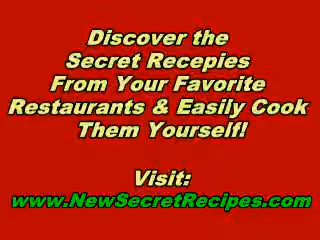 Discover the
Secret Recepies
From Your Favorite
Restaurants & Easily Cook
Them Yourself!
Visit:
www.NewSecretRecipes.com